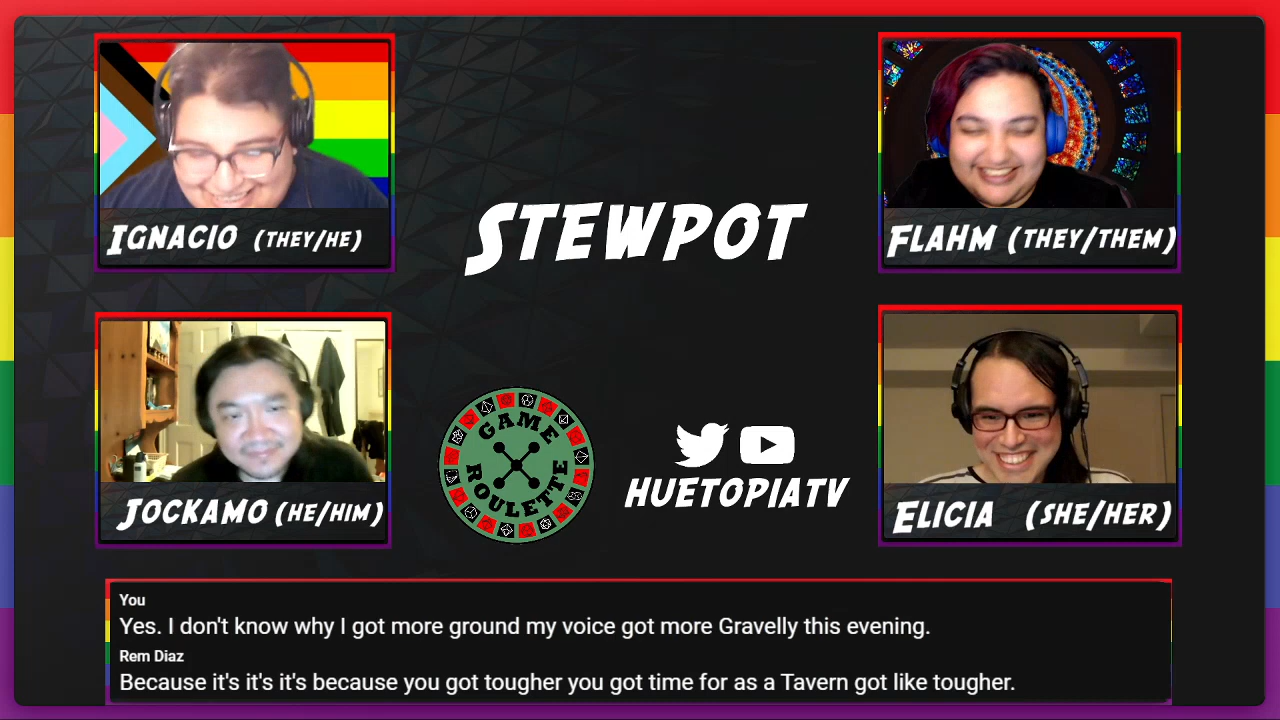 IGNACIO (THEY/HE)
FLAHM (THEY/THEM)
STEWPOT
JOCKAMO (HE/HIM)
GAME
ROULETTE
HUETOPIATV
ELICIA (SHE/HER)
You
Yes. I don't know why I got more ground my voice got more Gravelly this evening.
Rem Diaz
Because it's it's it's because you got tougher you got time for as a Tavern got like tougher.